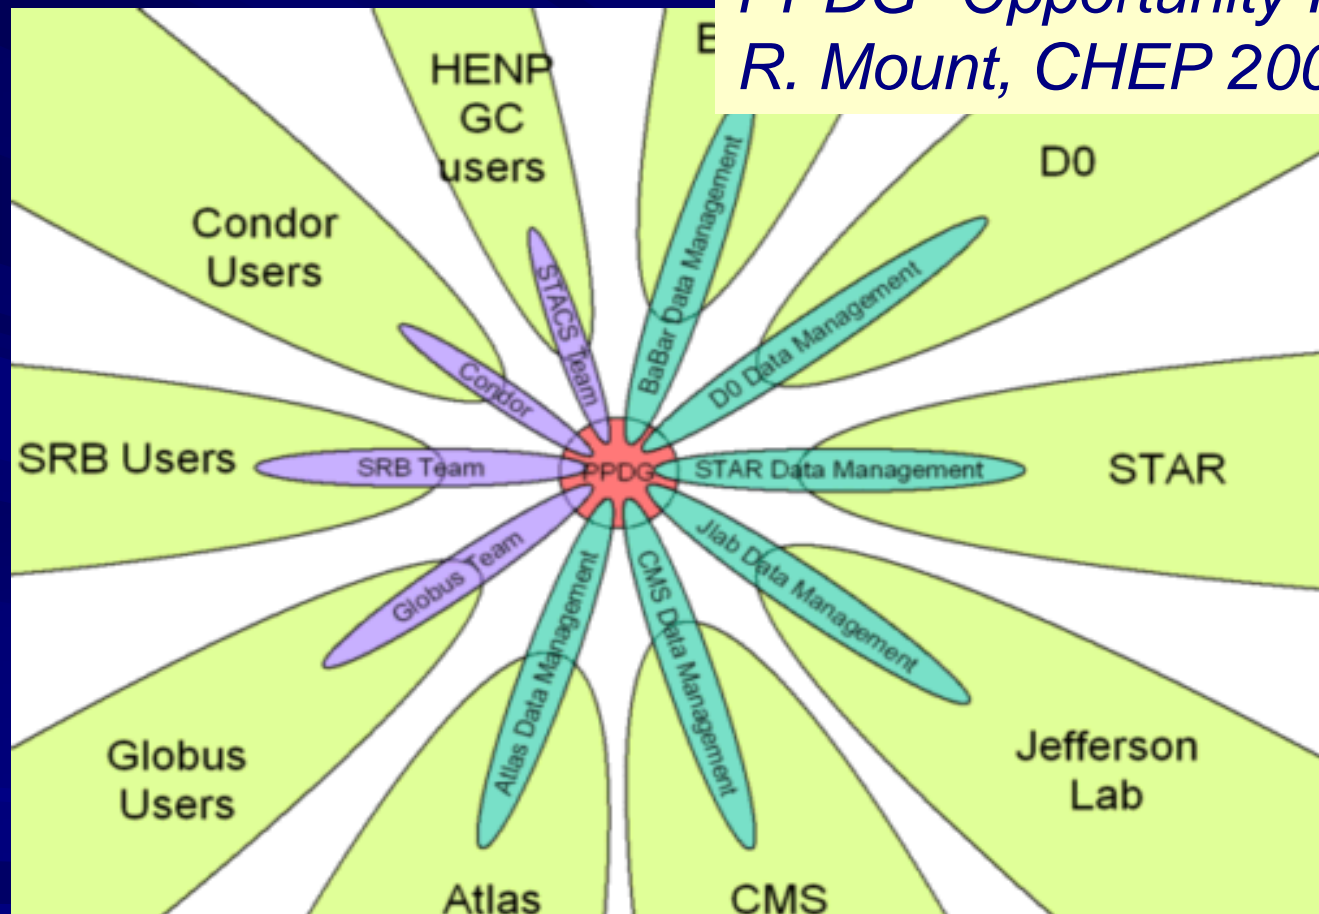 R. Mount, CHEP 200
HENP
GC
users
D0
Condor
Users
STACS Team
BaBar Data Management
D0 Data Management
Condor
SRB Users
SRB Team
PPDG
STAR Data Management
STAR
Globus Team
Atlas Data Management
CMS Data Management
Jlab Data Management
Globus
Users
Jefferson
Lab
Atlas
CMS